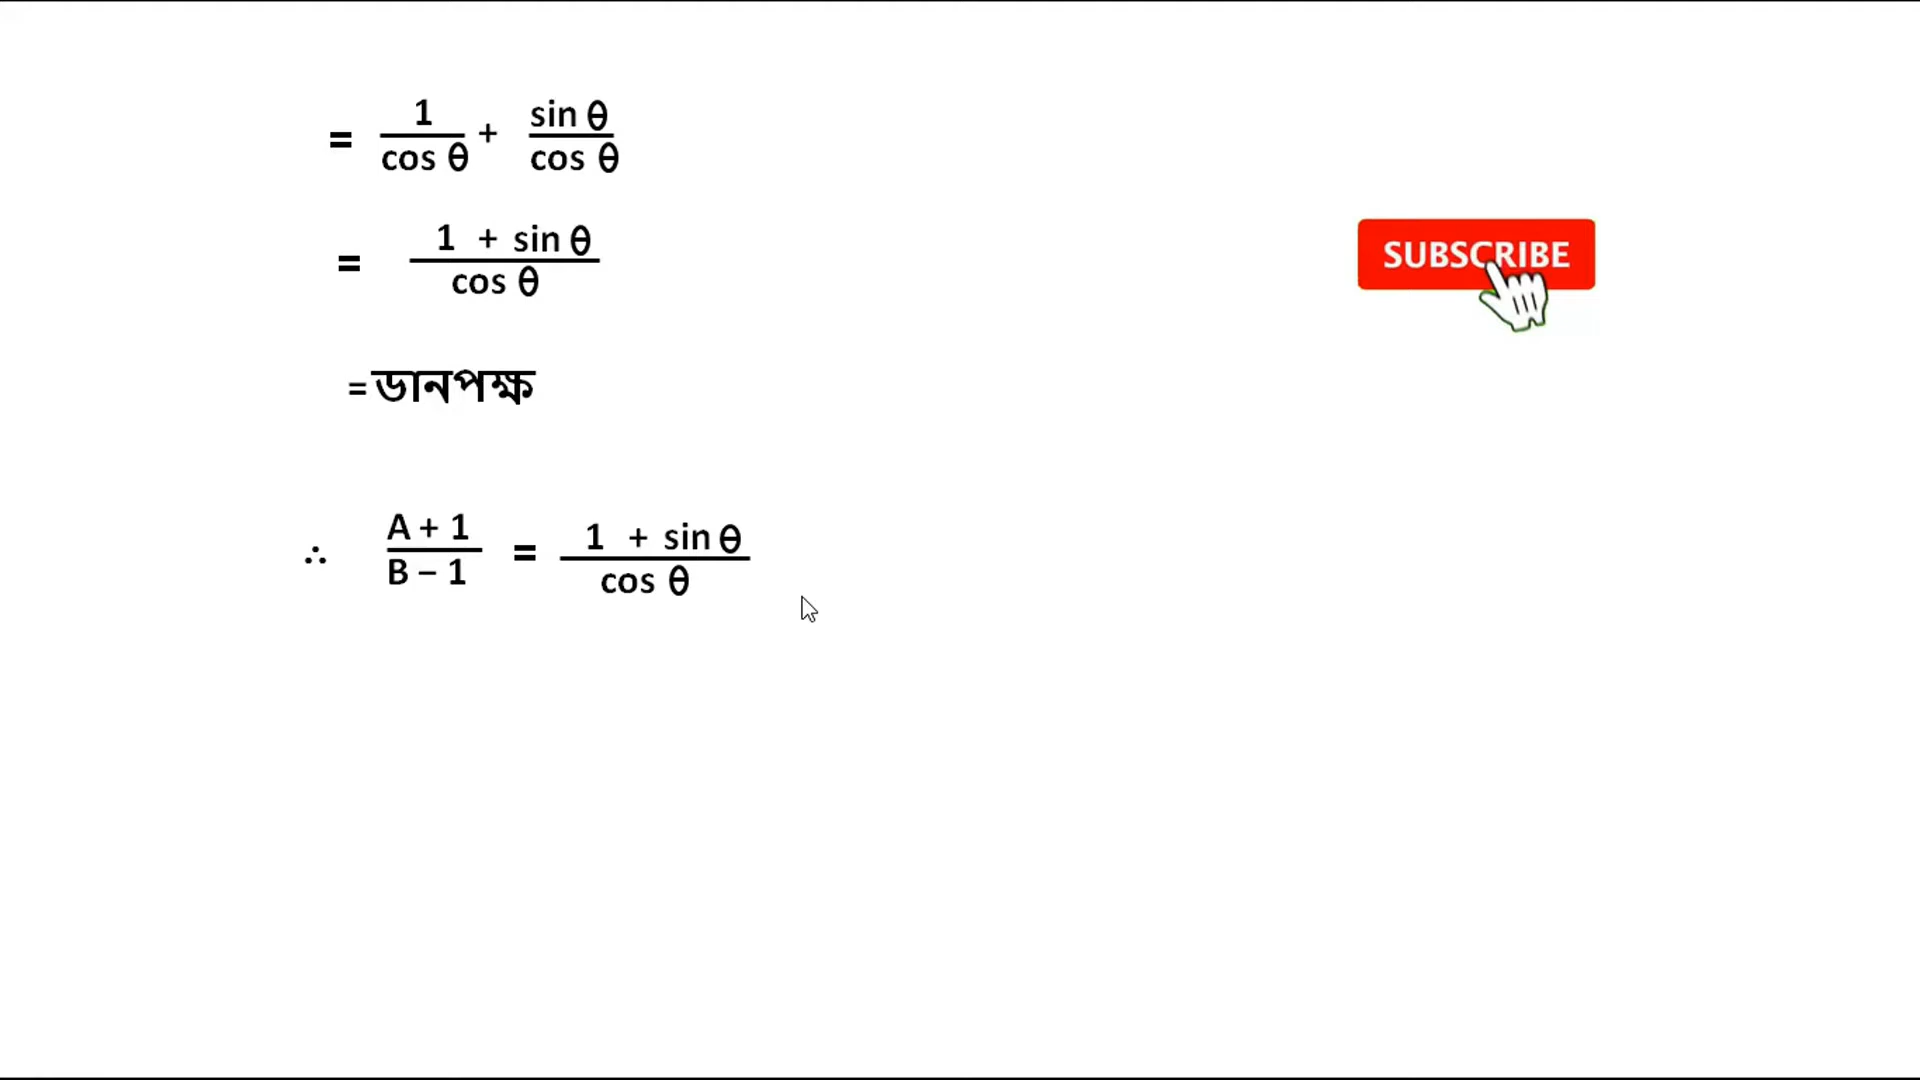 = 1/cos θ + sin θ/cos θ
= 1 + sin θ/cos θ
SUBSCRIBE
=ডানপক্ষ
∴ A + 1/B – 1 = 1 + sin θ/cos θ